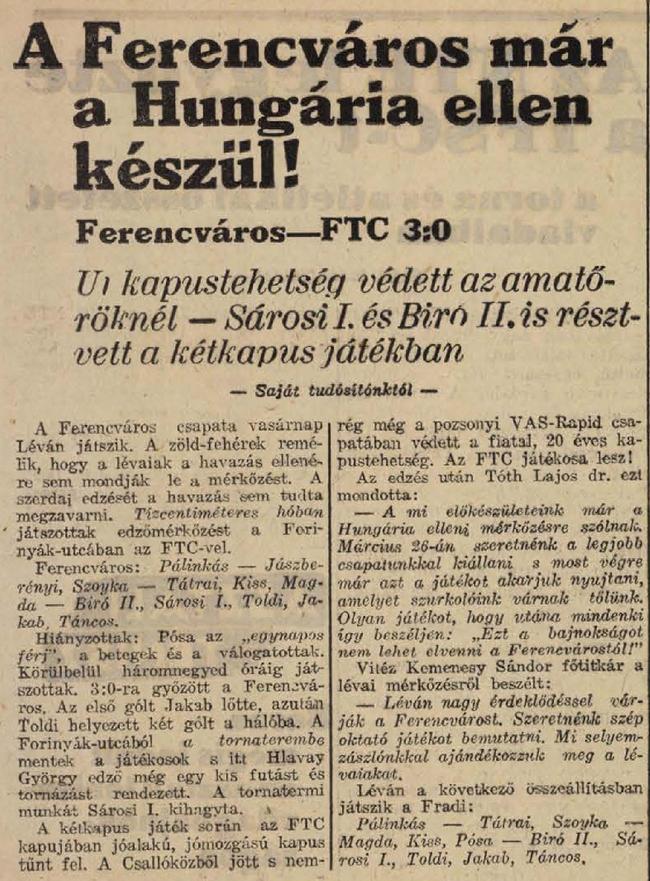 A Ferencváros már
a Hungária ellen
készül!
Ferencváros—FTC 3:0
Uj kapustehetség védett az amatő-
röknél — Sárosi I. és Biró II. is részt-
vett a kétkapus játékban
— Saját tudósítónktól —
A Ferencváros csapata vasárnap
Léván játszik. A zöld-fehérek remé-
lik, hogy a lévaiak a havazás ellené-
re sem mondják le a mérkőzést. A
szerdai edzését a havazás sem tudta
megzavarni. Tízcentiméteres hóban
játszottak edzőmérkőzést a Fori-
nyák-utcában az FTC-vel.
Ferencváros: Pálinkás — Jászbe-
rényi, Szoyka — Tátrai, Kiss, Mag-
da — Biró II., Sárosi I., Toldi, Ja-
kab, Táncos.
Hiányzottak: Pósa az „egynapos
férj", a betegek és a válogatottak.
Körülbelül háromnegyed óráig ját-
szottak. 3:0-ra győzött a Ferencvá-
ros. Az első gólt Jakab lőtte, azután
Toldi helyezett két gólt a hálóba. A
Forinyák-utcából a tornaterembe
mentek a játékosok s itt Hlavay
György edző még egy kis futást és
tornázást rendezett. A tornatermi
munkát Sárosi I. kihagyta.
A kétkapus játék során az FTC
kapujában jóalakú, jómozgású kapus
tűnt fel. A Csallóközből jött s nem-
rég még a pozsonyi VAS-Rapid csa-
patában védett a fiatal, 20 éves ka-
pustehetség. Az FTC játékosa lesz!
Az edzés után Tóth Lajos dr. ezt
mondotta:
— A mi előkészületeink már a
Hungária elleni mérkőzésre szólnak.
Március 26-án szeretnénk a legjobb
csapatunkkal kiállani s most végre
már azt a játékot akarjuk nyujtani,
amelyet szurkolóink várnak tőlünk.
Olyan játékot, hogy utána mindenki
így beszéljen: „Ezt a bajnokságot
nem lehet elvenni a Ferencvárostól!"
Vitéz Kemenesy Sándor főtitkár a
lévai mérkőzésről beszélt:
— Léván nagy érdeklődéssel vár-
ják a Ferencvárost. Szeretnénk szép
oktató játékot bemutatni. Mi selyem-
zászlónkkal ajándékozzuk meg a lé-
vaiakat.
Léván a következő összeállításban
játszik a Fradi:
Pálinkás — Tátrai, Szoyka —
Magda, Kiss, Pósa — Biró II., Sá-
rosi I., Toldi, Jakab, Táncos.